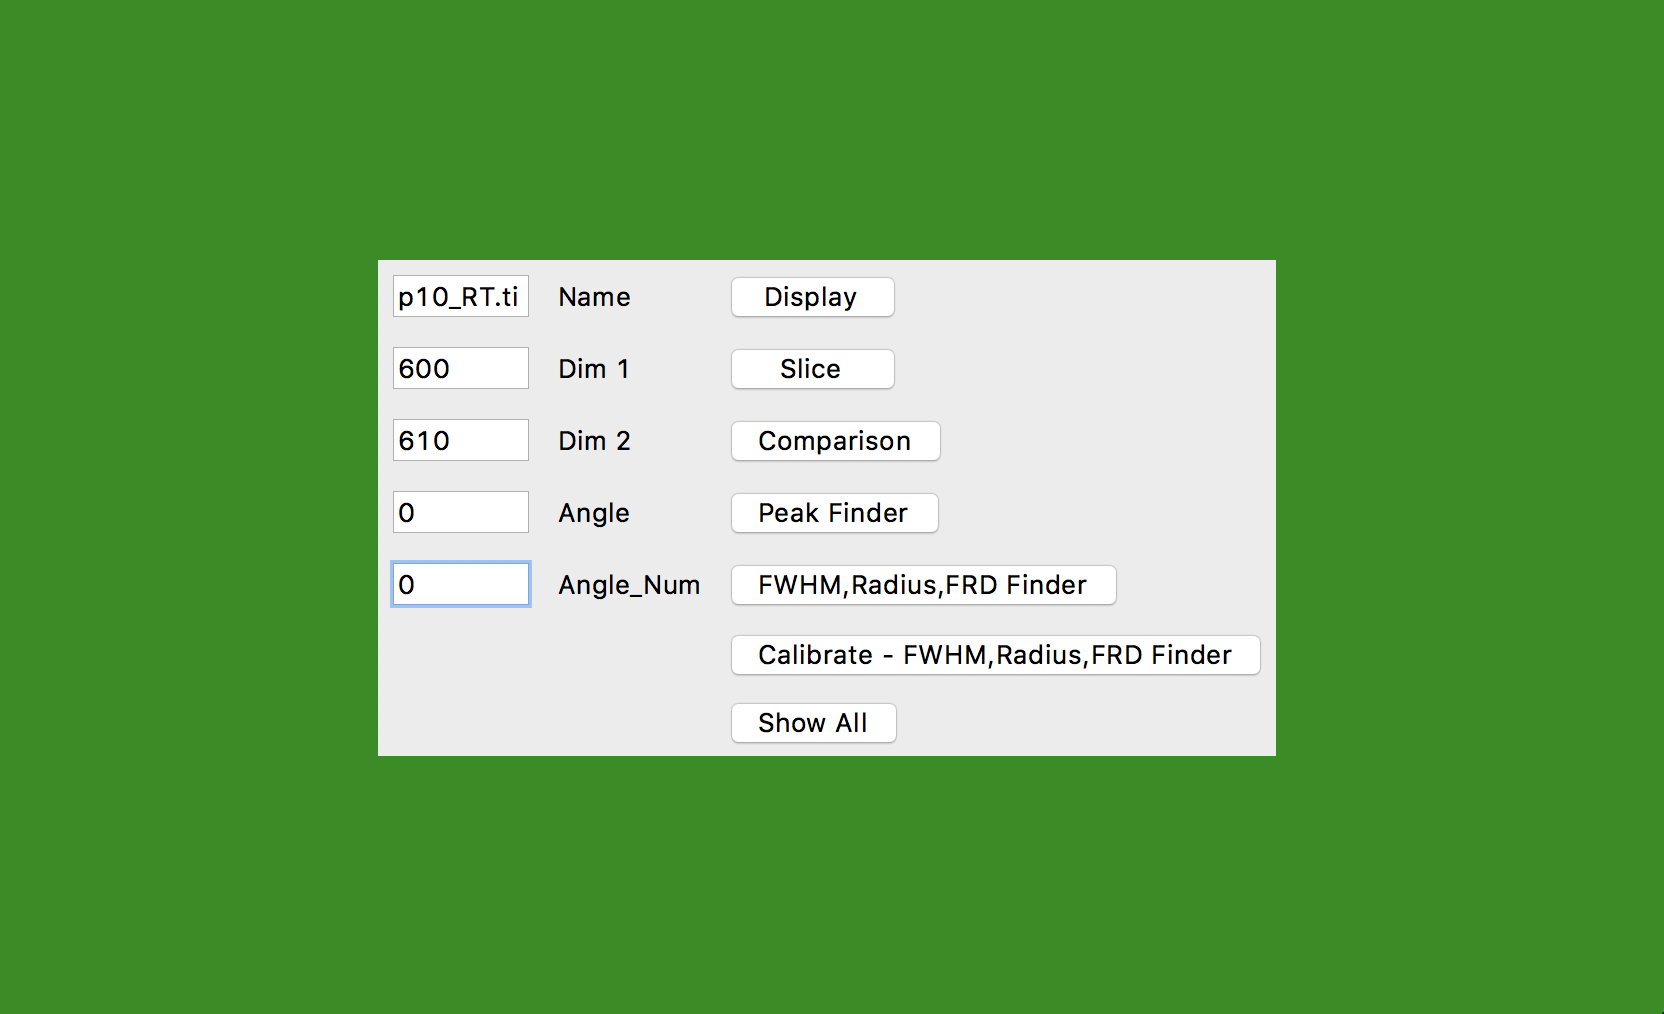 p10_RT.ti Name Display
600 Dim 1 Slice
610 Dim 2 Comparison
0 Angle Peak Finder
0 Angle_Num FWHM,Radius,FRD Finder
Calibrate - FWHM,Radius,FRD Finder
Show All